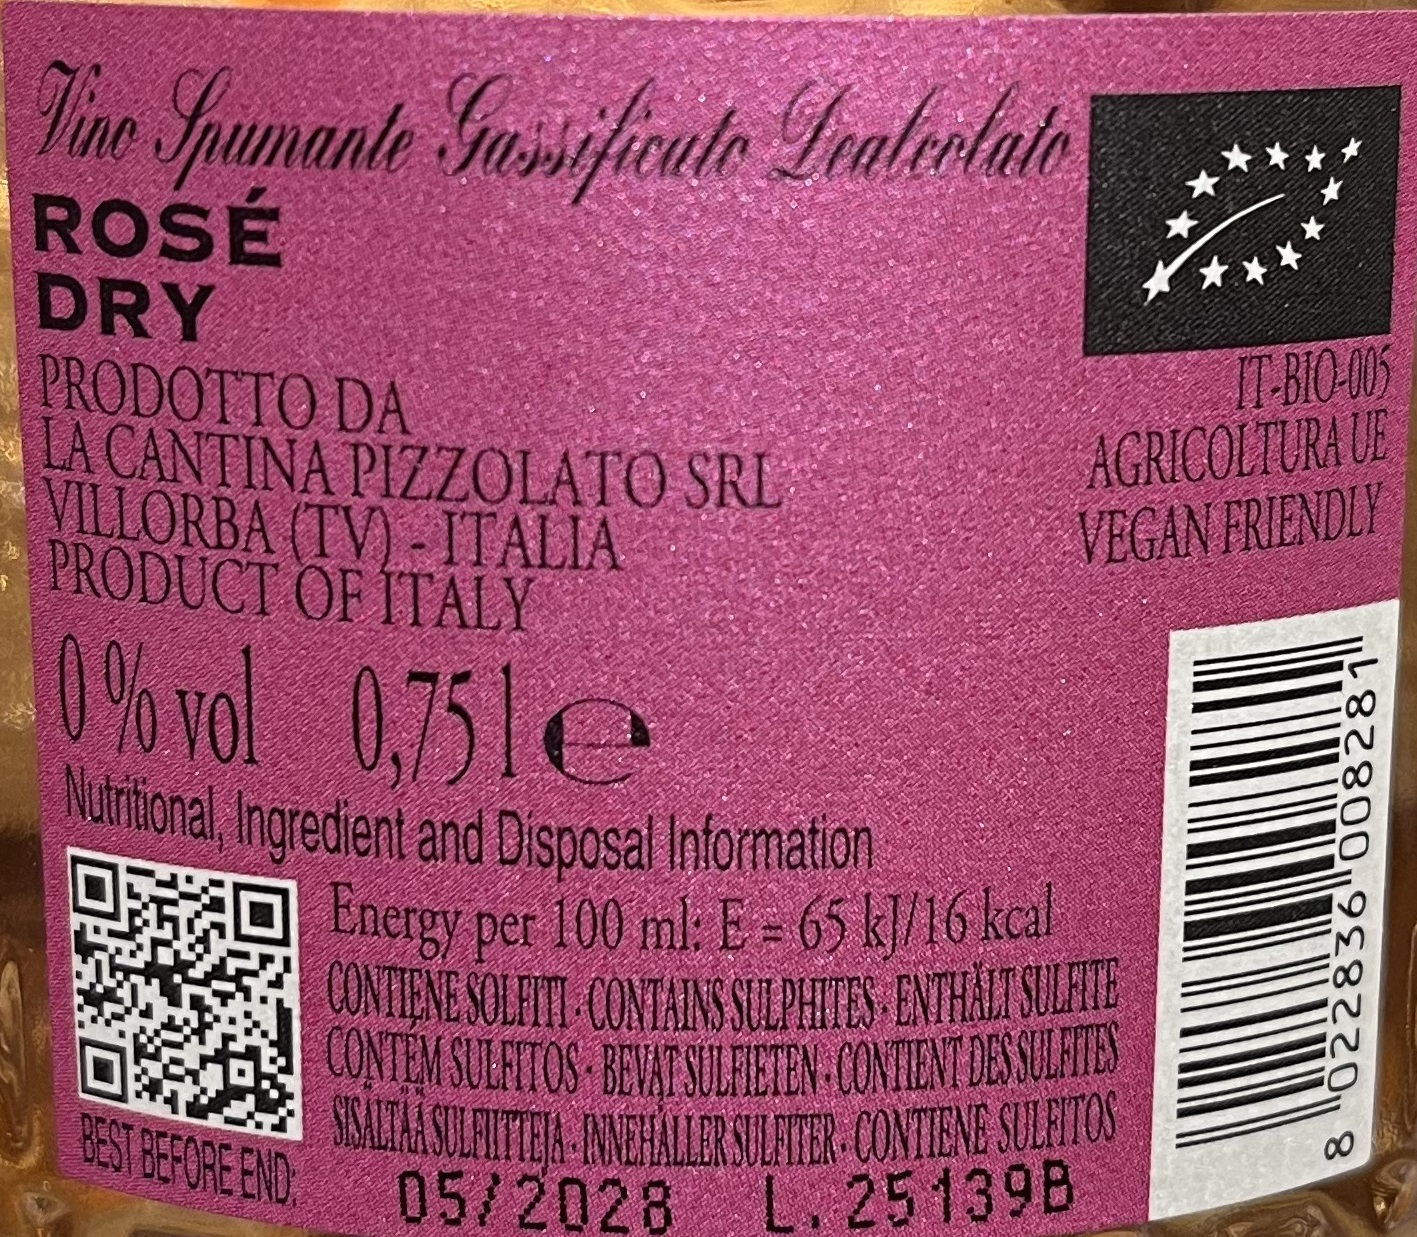 Vino Spumante Gassificato Dealcolato
ROSÉ
DRY
PRODOTTO DA
LA CANTINA PIZZOLATO SRL
VILLORBA (TV) - ITALIA
PRODUCT OF ITALY
IT-BIO-005
AGRICOLTURA UE
VEGAN FRIENDLY
0 % vol 0,75 l e
Nutritional, Ingredient and Disposal Information
Energy per 100 ml: E = 65 kJ/16 kcal
CONTIENE SOLFITI · CONTAINS SULPHITES · ENTHÄLT SULFITE
CONTÉM SULFITOS · BEVAT SULFIETEN · CONTIENT DES SULFITES
SISÄLTÄÄ SULFIITTEJA · INNEHÅLLER SULFITER · CONTIENE SULFITOS
BEST BEFORE END:
05/2028 L.25139B
8 022836 008281